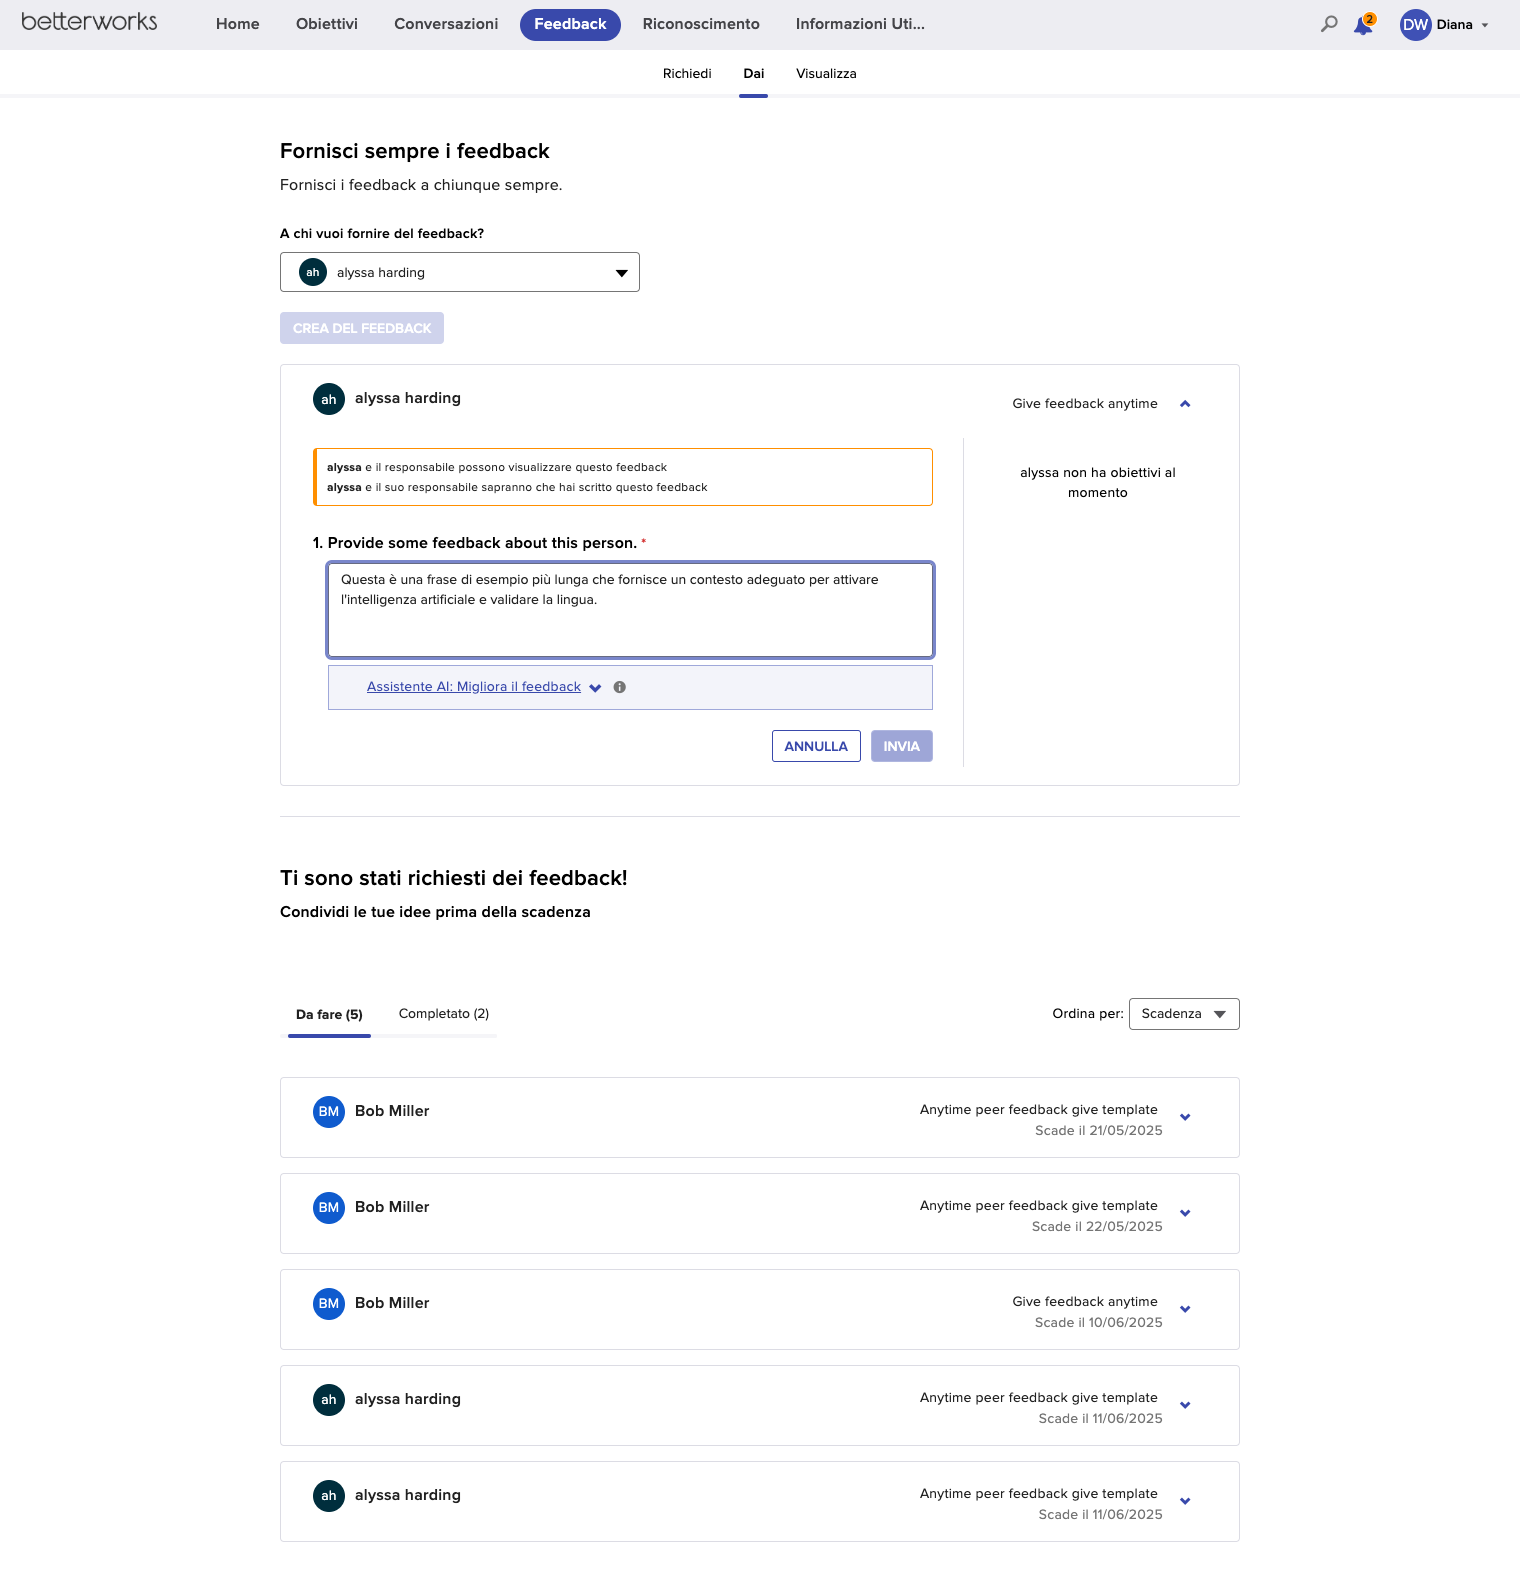 betterworks
Home Obiettivi Conversazioni Feedback Riconoscimento Informazioni Uti...
2
DW Diana
Richiedi Dai Visualizza
Fornisci sempre i feedback
Fornisci i feedback a chiunque sempre.
A chi vuoi fornire del feedback?
ah alyssa harding
CREA DEL FEEDBACK
ah alyssa harding
Give feedback anytime
alyssa e il responsabile possono visualizzare questo feedback
alyssa e il suo responsabile sapranno che hai scritto questo feedback
alyssa non ha obiettivi al
momento
1. Provide some feedback about this person. *
Questa è una frase di esempio più lunga che fornisce un contesto adeguato per attivare
l'intelligenza artificiale e validare la lingua.
Assistente AI: Migliora il feedback
ANNULLA INVIA
Ti sono stati richiesti dei feedback!
Condividi le tue idee prima della scadenza
Da fare (5) Completato (2)
Ordina per: Scadenza
BM Bob Miller
Anytime peer feedback give template
Scade il 21/05/2025
BM Bob Miller
Anytime peer feedback give template
Scade il 22/05/2025
BM Bob Miller
Give feedback anytime
Scade il 10/06/2025
ah alyssa harding
Anytime peer feedback give template
Scade il 11/06/2025
ah alyssa harding
Anytime peer feedback give template
Scade il 11/06/2025